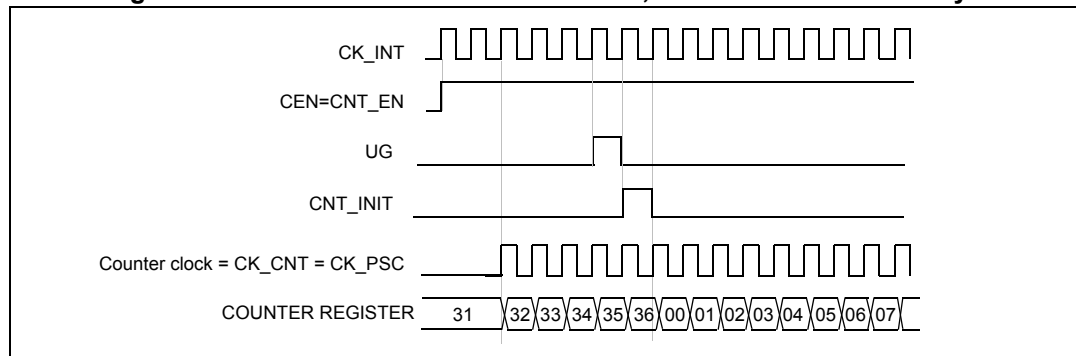 CK_INT
CEN=CNT_EN
UG
CNT_INIT
Counter clock = CK_CNT = CK_PSC
COUNTER REGISTER 31 32 33 34 35 36 00 01 02 03 04 05 06 07